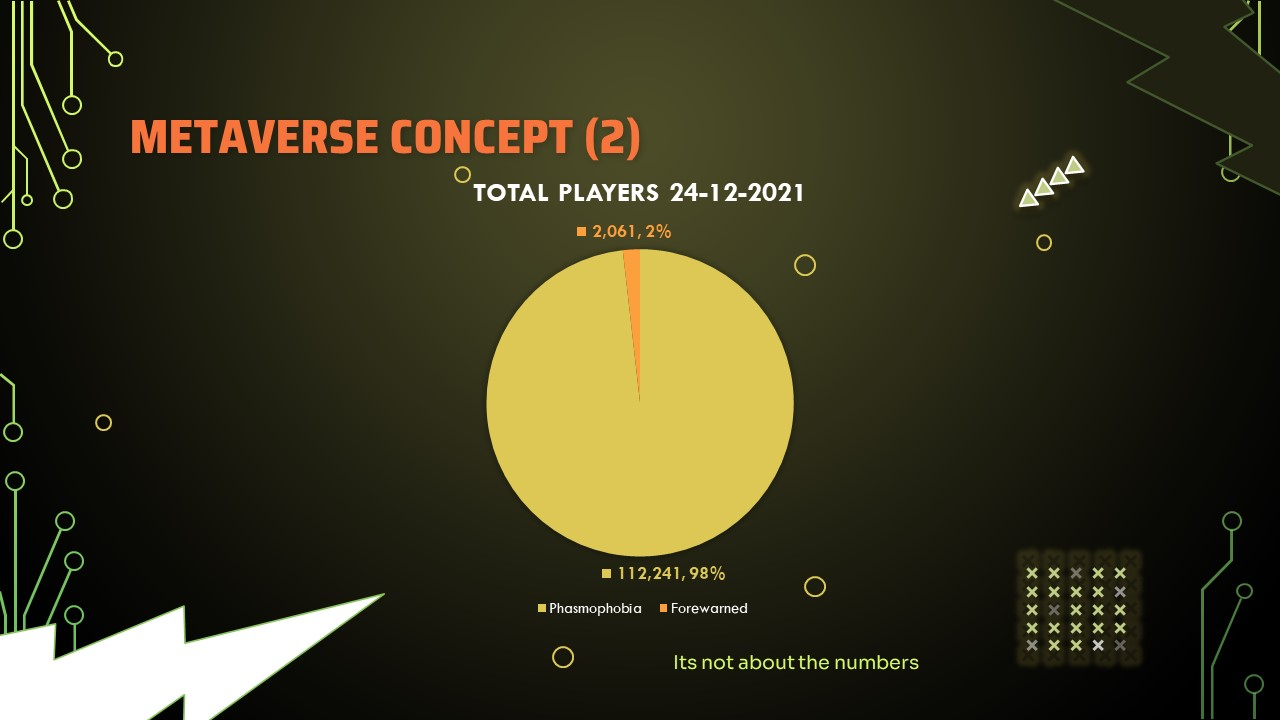 METAVERSE CONCEPT (2)
TOTAL PLAYERS 24-12-2021
2,061, 2%
112,241, 98%
Phasmophobia Forewarned
Its not about the numbers